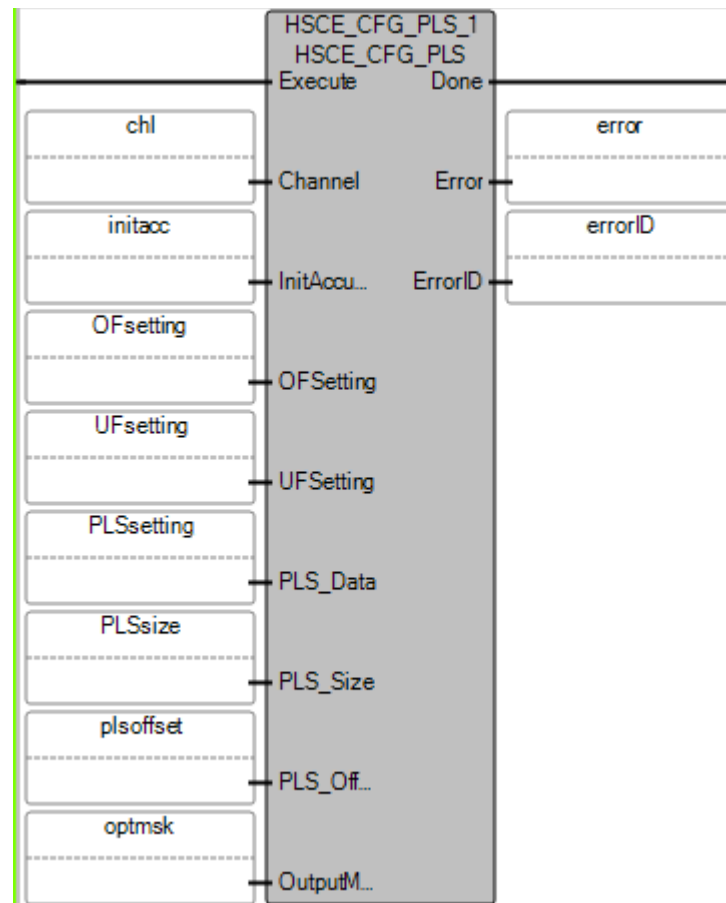 HSCE_CFG_PLS_1
HSCE_CFG_PLS
Execute Done
chl error
Channel Error
initacc errorID
InitAccu... ErrorID
OFsetting
OFSetting
UFsetting
UFSetting
PLSsetting
PLS_Data
PLSsize
PLS_Size
plsoffset
PLS_Off...
optmsk
OutputM...